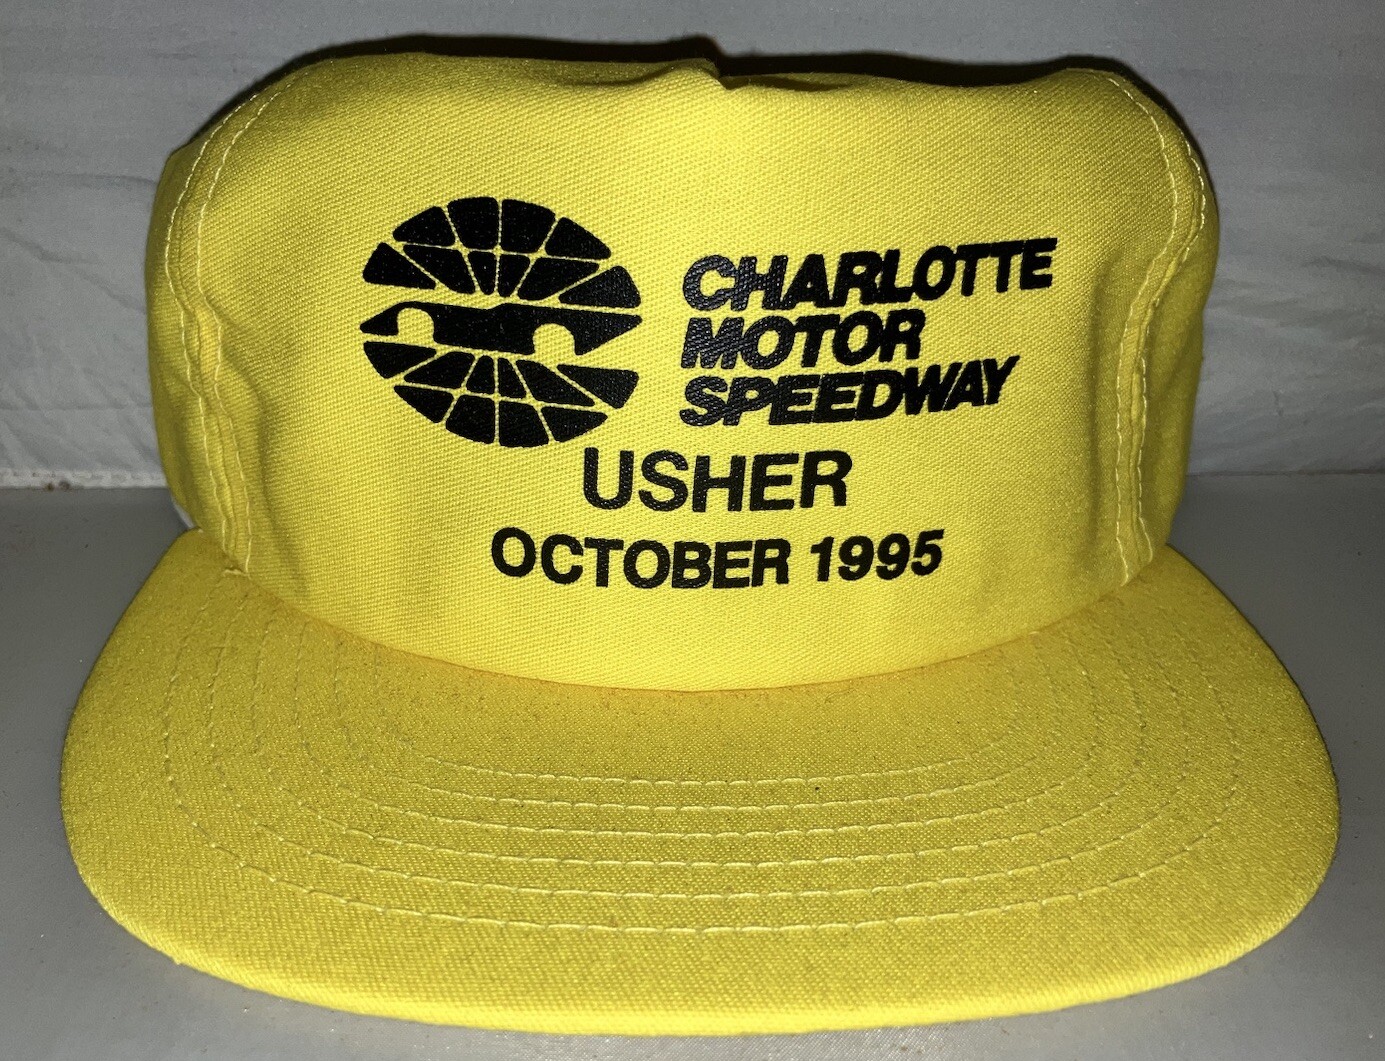 CHARLOTTE
MOTOR
SPEEDWAY
USHER
OCTOBER 1995